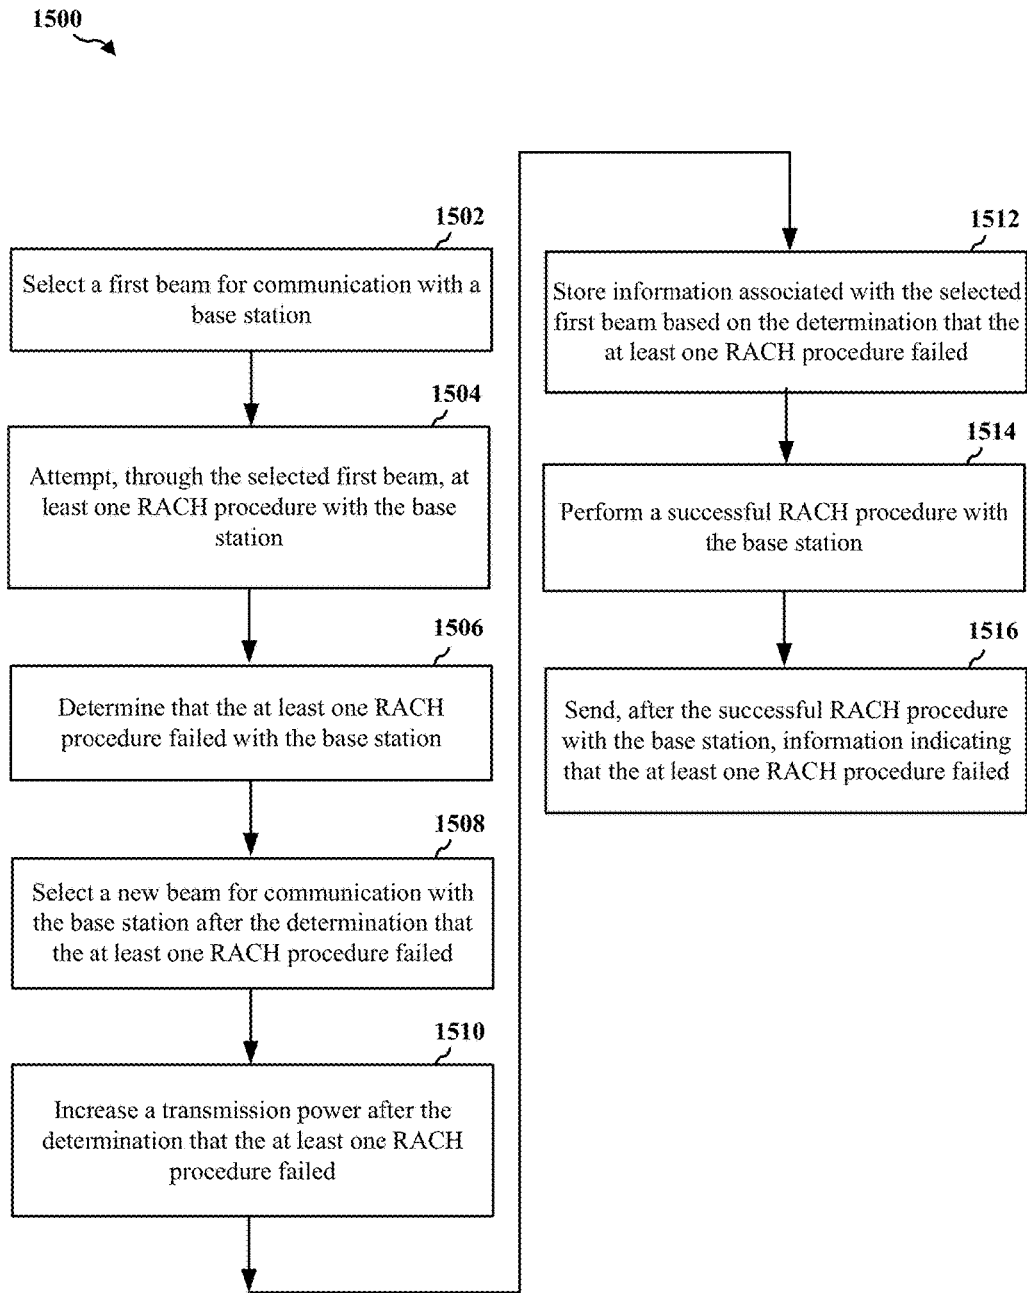 1500
1502
Select a first beam for communication with a
base station
1504
Attempt, through the selected first beam, at
least one RACH procedure with the base
station
1506
Determine that the at least one RACH
procedure failed with the base station
1508
Select a new beam for communication with
the base station after the determination that
the at least one RACH procedure failed
1510
Increase a transmission power after the
determination that the at least one RACH
procedure failed
1512
Store information associated with the selected
first beam based on the determination that the
at least one RACH procedure failed
1514
Perform a successful RACH procedure with
the base station
1516
Send, after the successful RACH procedure
with the base station, information indicating
that the at least one RACH procedure failed